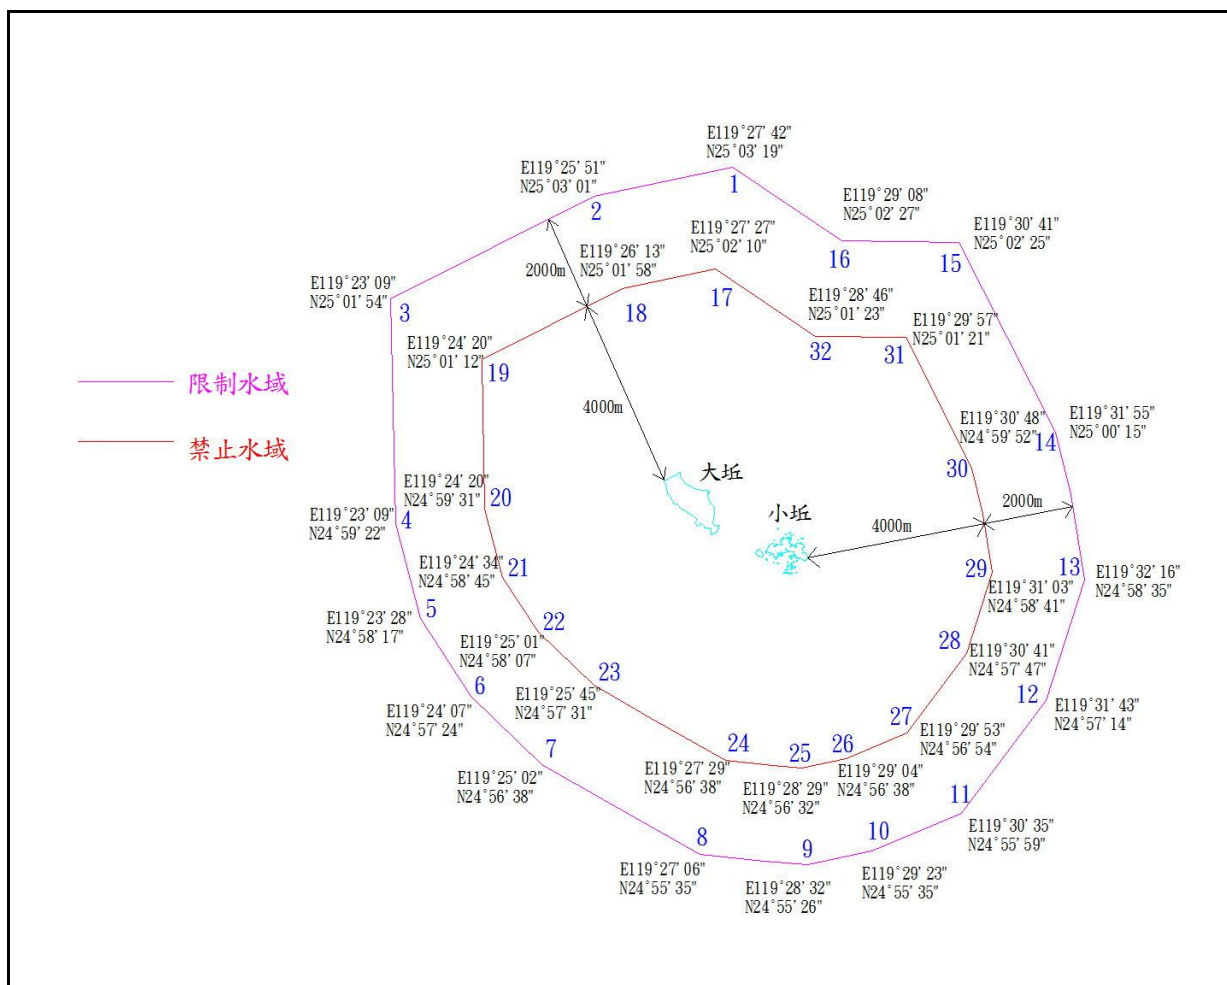 E119°27' 42"
N25°03' 19"
1
E119°25' 51"
N25°03' 01"
2
E119°29' 08"
N25°02' 27"
16
E119°30' 41"
N25°02' 25"
15
E119°27' 27"
N25°02' 10"
17
E119°26' 13"
N25°01' 58"
18
2000m
E119°23' 09"
N25°01' 54"
3
E119°28' 46"
N25°01' 23"
32
E119°29' 57"
N25°01' 21"
31
E119°24' 20"
N25°01' 12"
19
限制水域
禁止水域
4000m
E119°31' 55"
N25°00' 15"
14
E119°30' 48"
N24°59' 52"
30
大坵
小坵
4000m
2000m
E119°24' 20"
N24°59' 31"
20
E119°23' 09"
N24°59' 22"
4
E119°24' 34"
N24°58' 45"
21
29
E119°31' 03"
N24°58' 41"
13
E119°32' 16"
N24°58' 35"
5
E119°23' 28"
N24°58' 17"
22
E119°25' 01"
N24°58' 07"
28
E119°30' 41"
N24°57' 47"
6
E119°24' 07"
N24°57' 24"
23
E119°25' 45"
N24°57' 31"
12
E119°31' 43"
N24°57' 14"
27
E119°29' 53"
N24°56' 54"
7
E119°25' 02"
N24°56' 38"
24
E119°27' 29"
N24°56' 38"
25
E119°28' 29"
N24°56' 32"
26
E119°29' 04"
N24°56' 38"
11
E119°30' 35"
N24°55' 59"
8
E119°27' 06"
N24°55' 35"
9
E119°28' 32"
N24°55' 26"
10
E119°29' 23"
N24°55' 35"